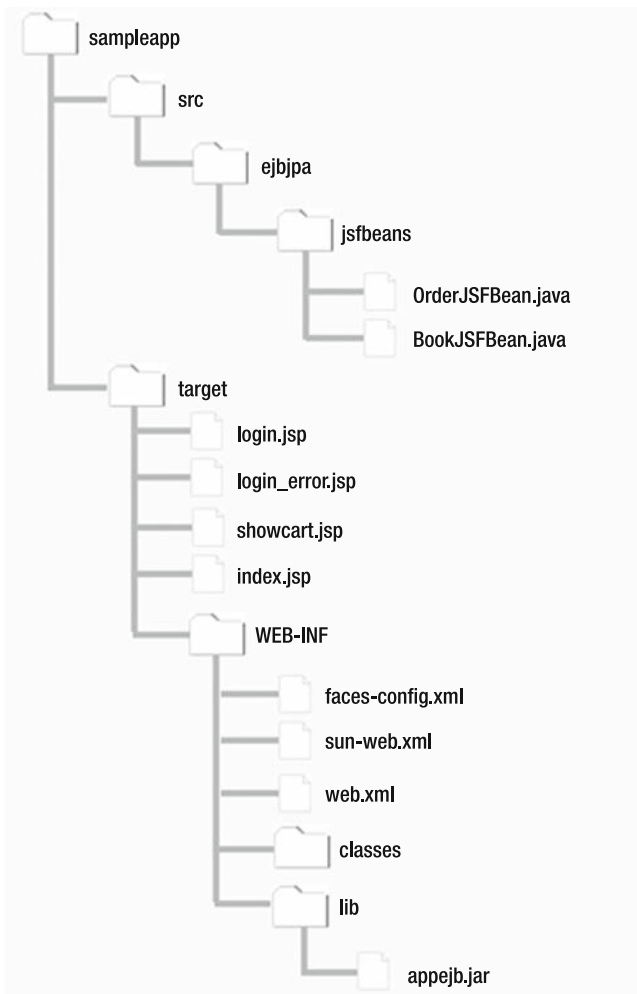 sampleapp
src
ejbjpa
jsfbeans
OrderJSFBean.java
BookJSFBean.java
target
login.jsp
login_error.jsp
showcart.jsp
index.jsp
WEB-INF
faces-config.xml
sun-web.xml
web.xml
classes
lib
appejb.jar